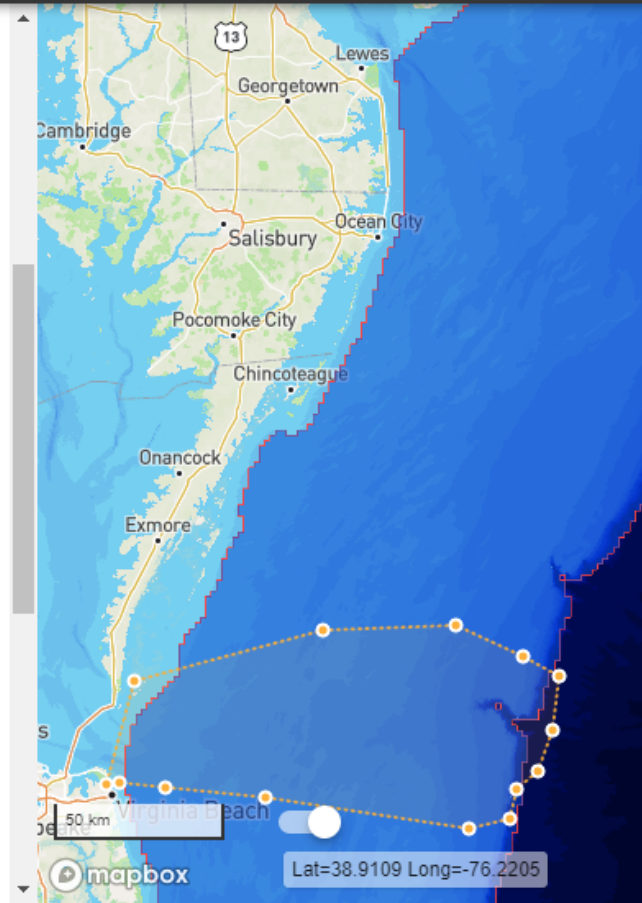 13
Lewes
Georgetown
Cambridge
Ocean City
Salisbury
Pocomoke City
Chincoteague
Onancock
Exmore
s
Virginia Beach
50 km
peake
Lat=38.9109 Long=-76.2205
mapbox